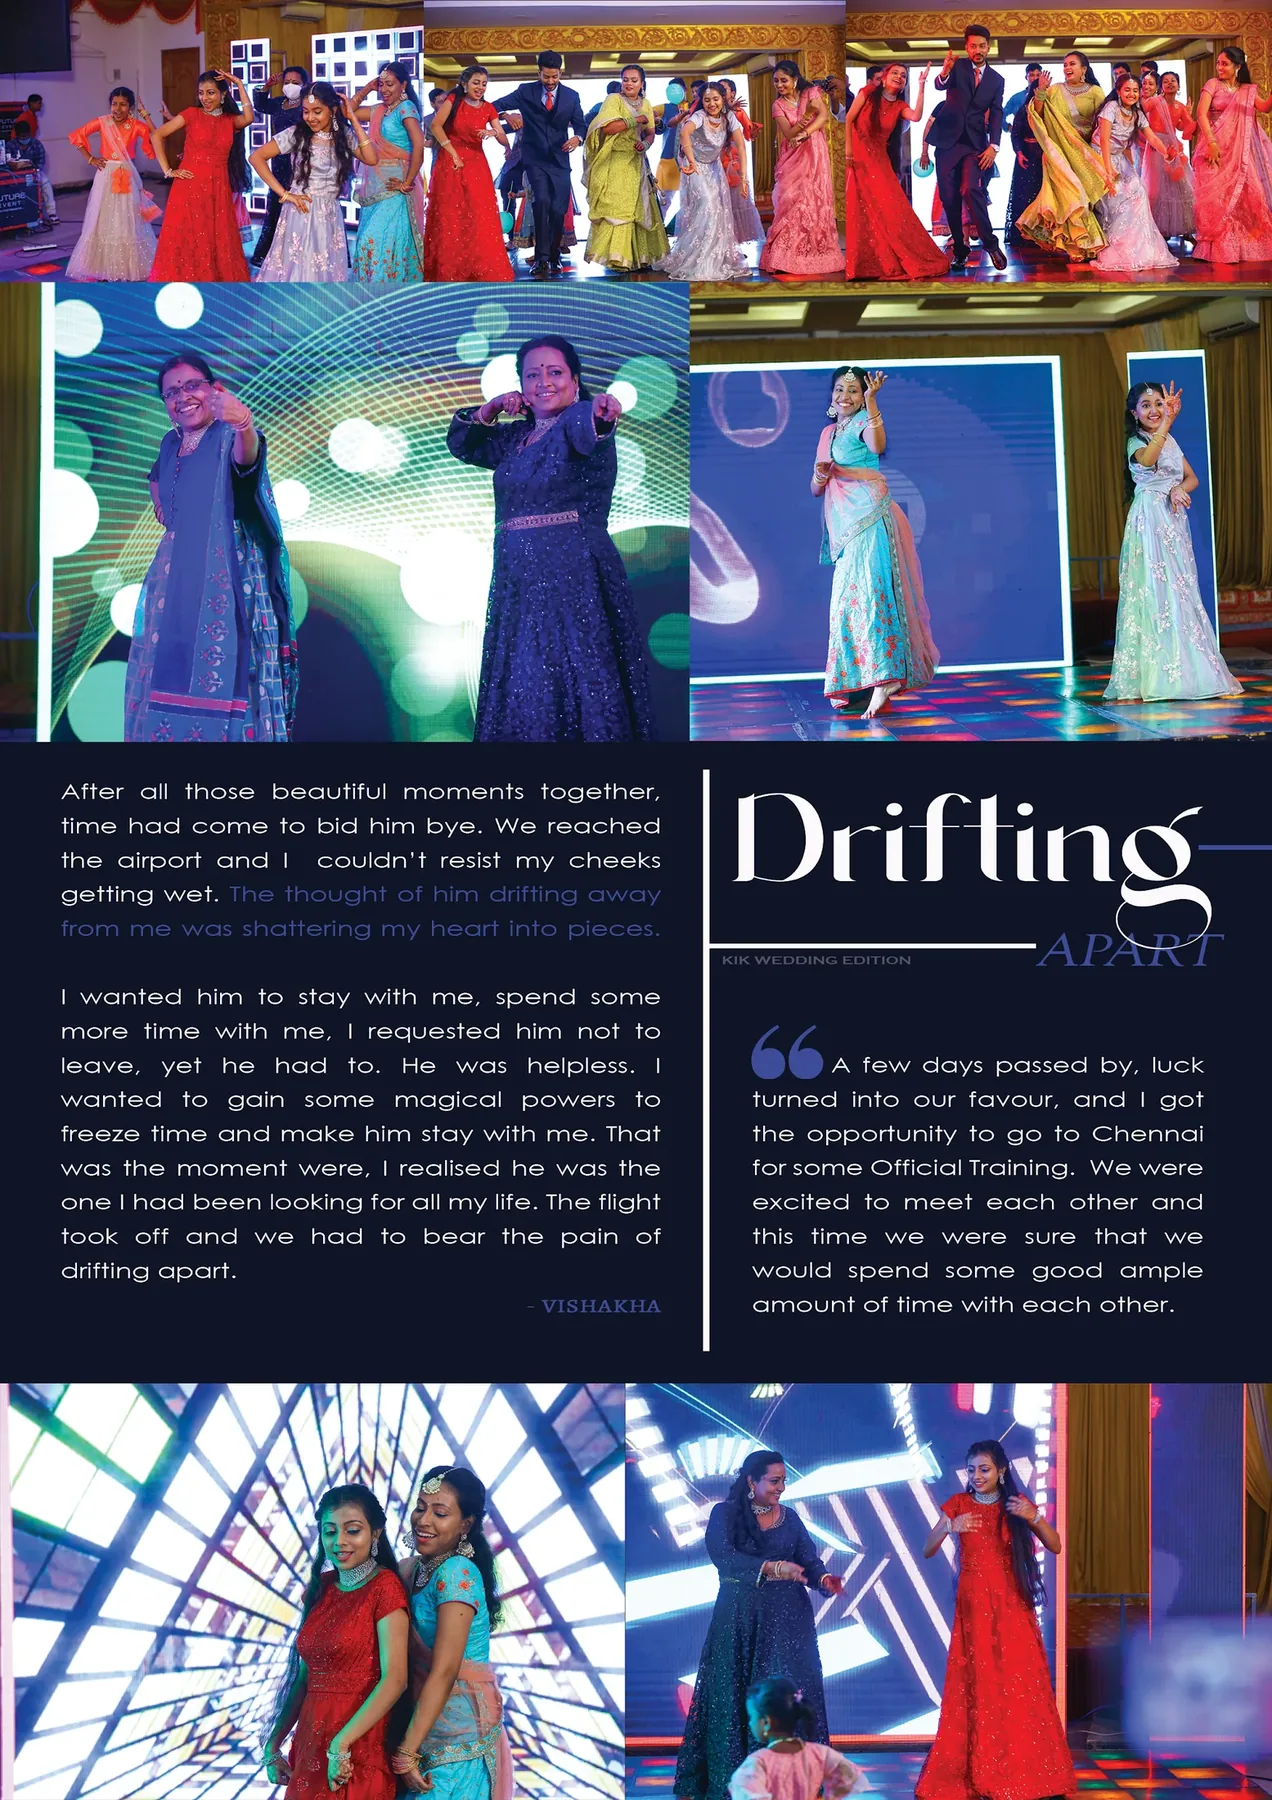 FUTURE
EVENT
After all those beautiful moments together,
time had come to bid him bye. We reached
the airport and I couldn't resist my cheeks
getting wet. The thought of him drifting away
from me was shattering my heart into pieces.
I wanted him to stay with me, spend some
more time with me, I requested him not to
leave, yet he had to. He was helpless. I
wanted to gain some magical powers to
freeze time and make him stay with me. That
was the moment were, I realised he was the
one I had been looking for all my life. The flight
took off and we had to bear the pain of
drifting apart.
- VISHAKHA
Drifting
APART
KIK WEDDING EDITION
“ A few days passed by, luck
turned into our favour, and I got
the opportunity to go to Chennai
for some Official Training. We were
excited to meet each other and
this time we were sure that we
would spend some good ample
amount of time with each other.